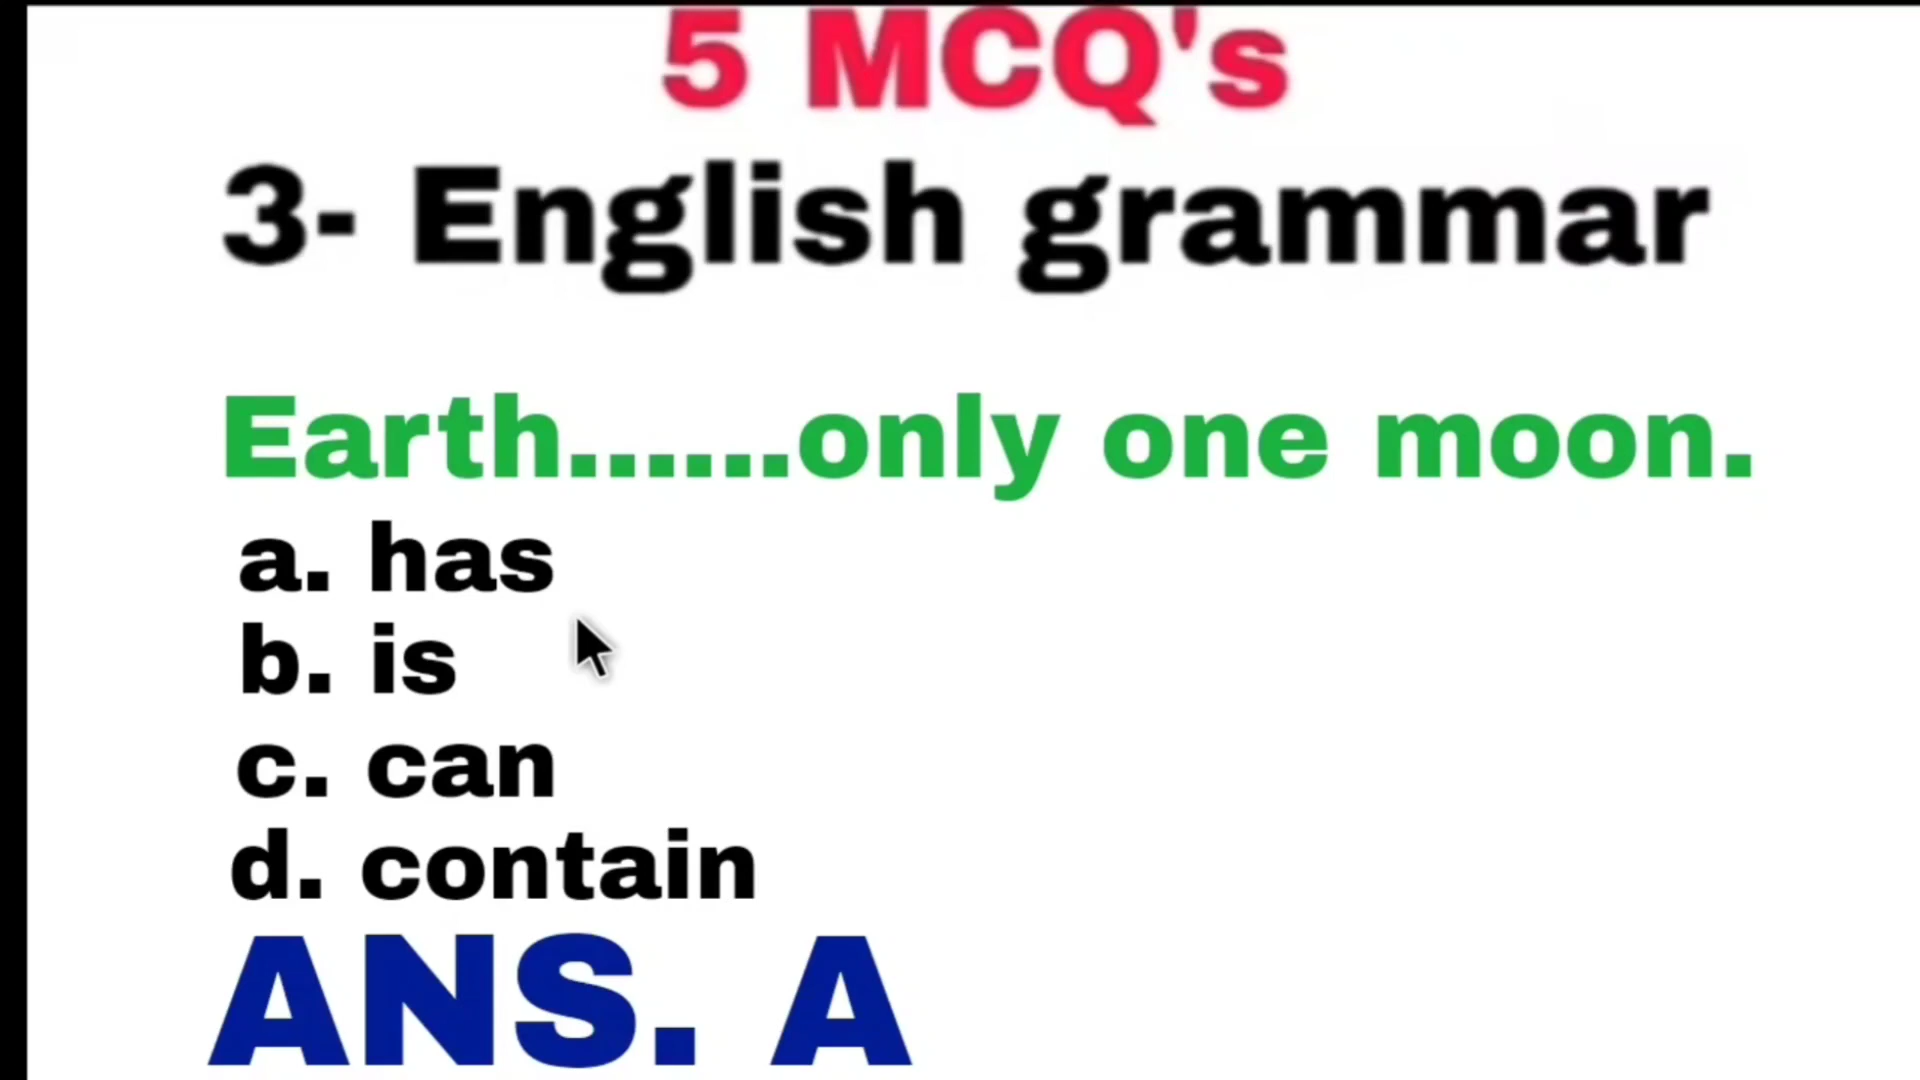 5 MCQ's
3- English grammar
Earth......only one moon.
a. has
b. is
c. can
d. contain
ANS. A